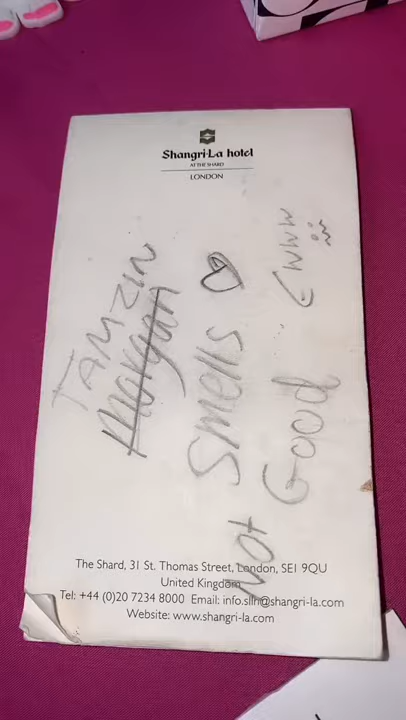 Shangri-La hotel
AT THE SHARD
LONDON
TAMZIN
Morgan
Smells ♡
Not Good ... Ewww
The Shard, 31 St. Thomas Street, London, SE1 9QU
United Kingdom
Tel: +44 (0)20 7234 8000 Email: info.slln@shangri-la.com
Website: www.shangri-la.com